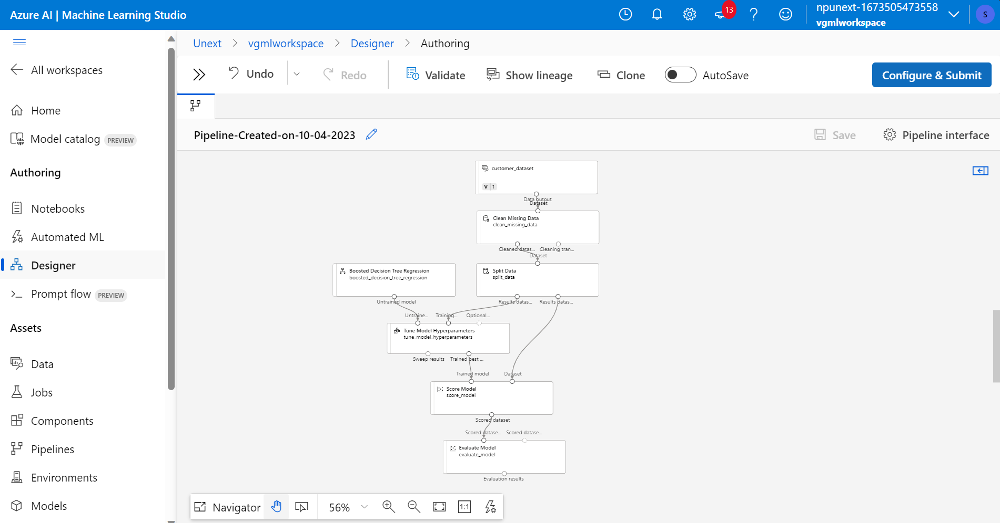 Azure AI | Machine Learning Studio
13
npunext-1673505473558
vgmlworkspace
S
All workspaces
Home
Model catalog PREVIEW
Authoring
Notebooks
Automated ML
Designer
Prompt flow PREVIEW
Assets
Data
Jobs
Components
Pipelines
Environments
Models
Unext > vgmlworkspace > Designer > Authoring
Undo
Redo
Validate
Show lineage
Clone
AutoSave
Configure & Submit
Pipeline-Created-on-10-04-2023
Save
Pipeline interface
customer_dataset
V | 1
Data output
Dataset
Clean Missing Data
clean_missing_data
Cleaned datas... Cleaning tran...
Dataset
Boosted Decision Tree Regression
boosted_decision_tree_regression
Split Data
split_data
Untrained model
Results datas... Results datas...
Untraine... Training... Optional...
Tune Model Hyperparameters
tune_model_hyperparameters
Sweep results Trained best ...
Trained model Dataset
Score Model
score_model
Scored dataset
Scored datase... Scored datase...
Evaluate Model
evaluate_model
Evaluation results
Navigator
56%
1:1